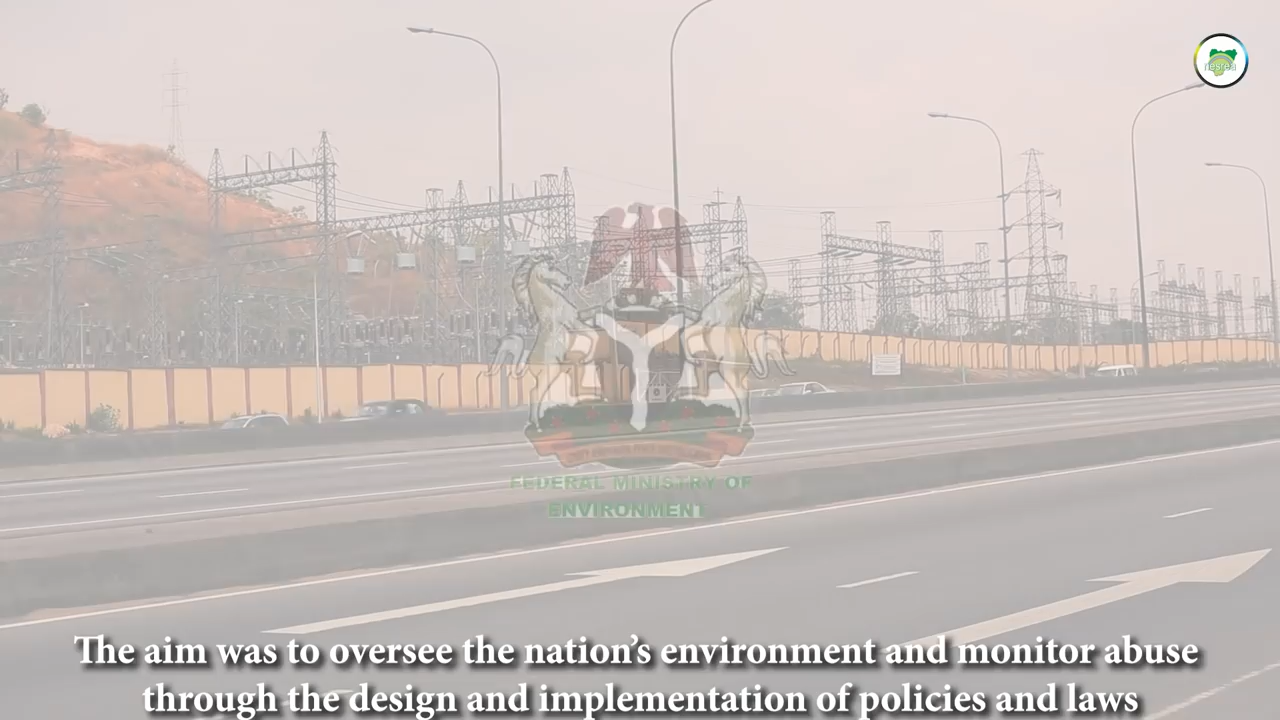 nesrea
FEDERAL MINISTRY OF
ENVIRONMENT
The aim was to oversee the nation's environment and monitor abuse
through the design and implementation of policies and laws